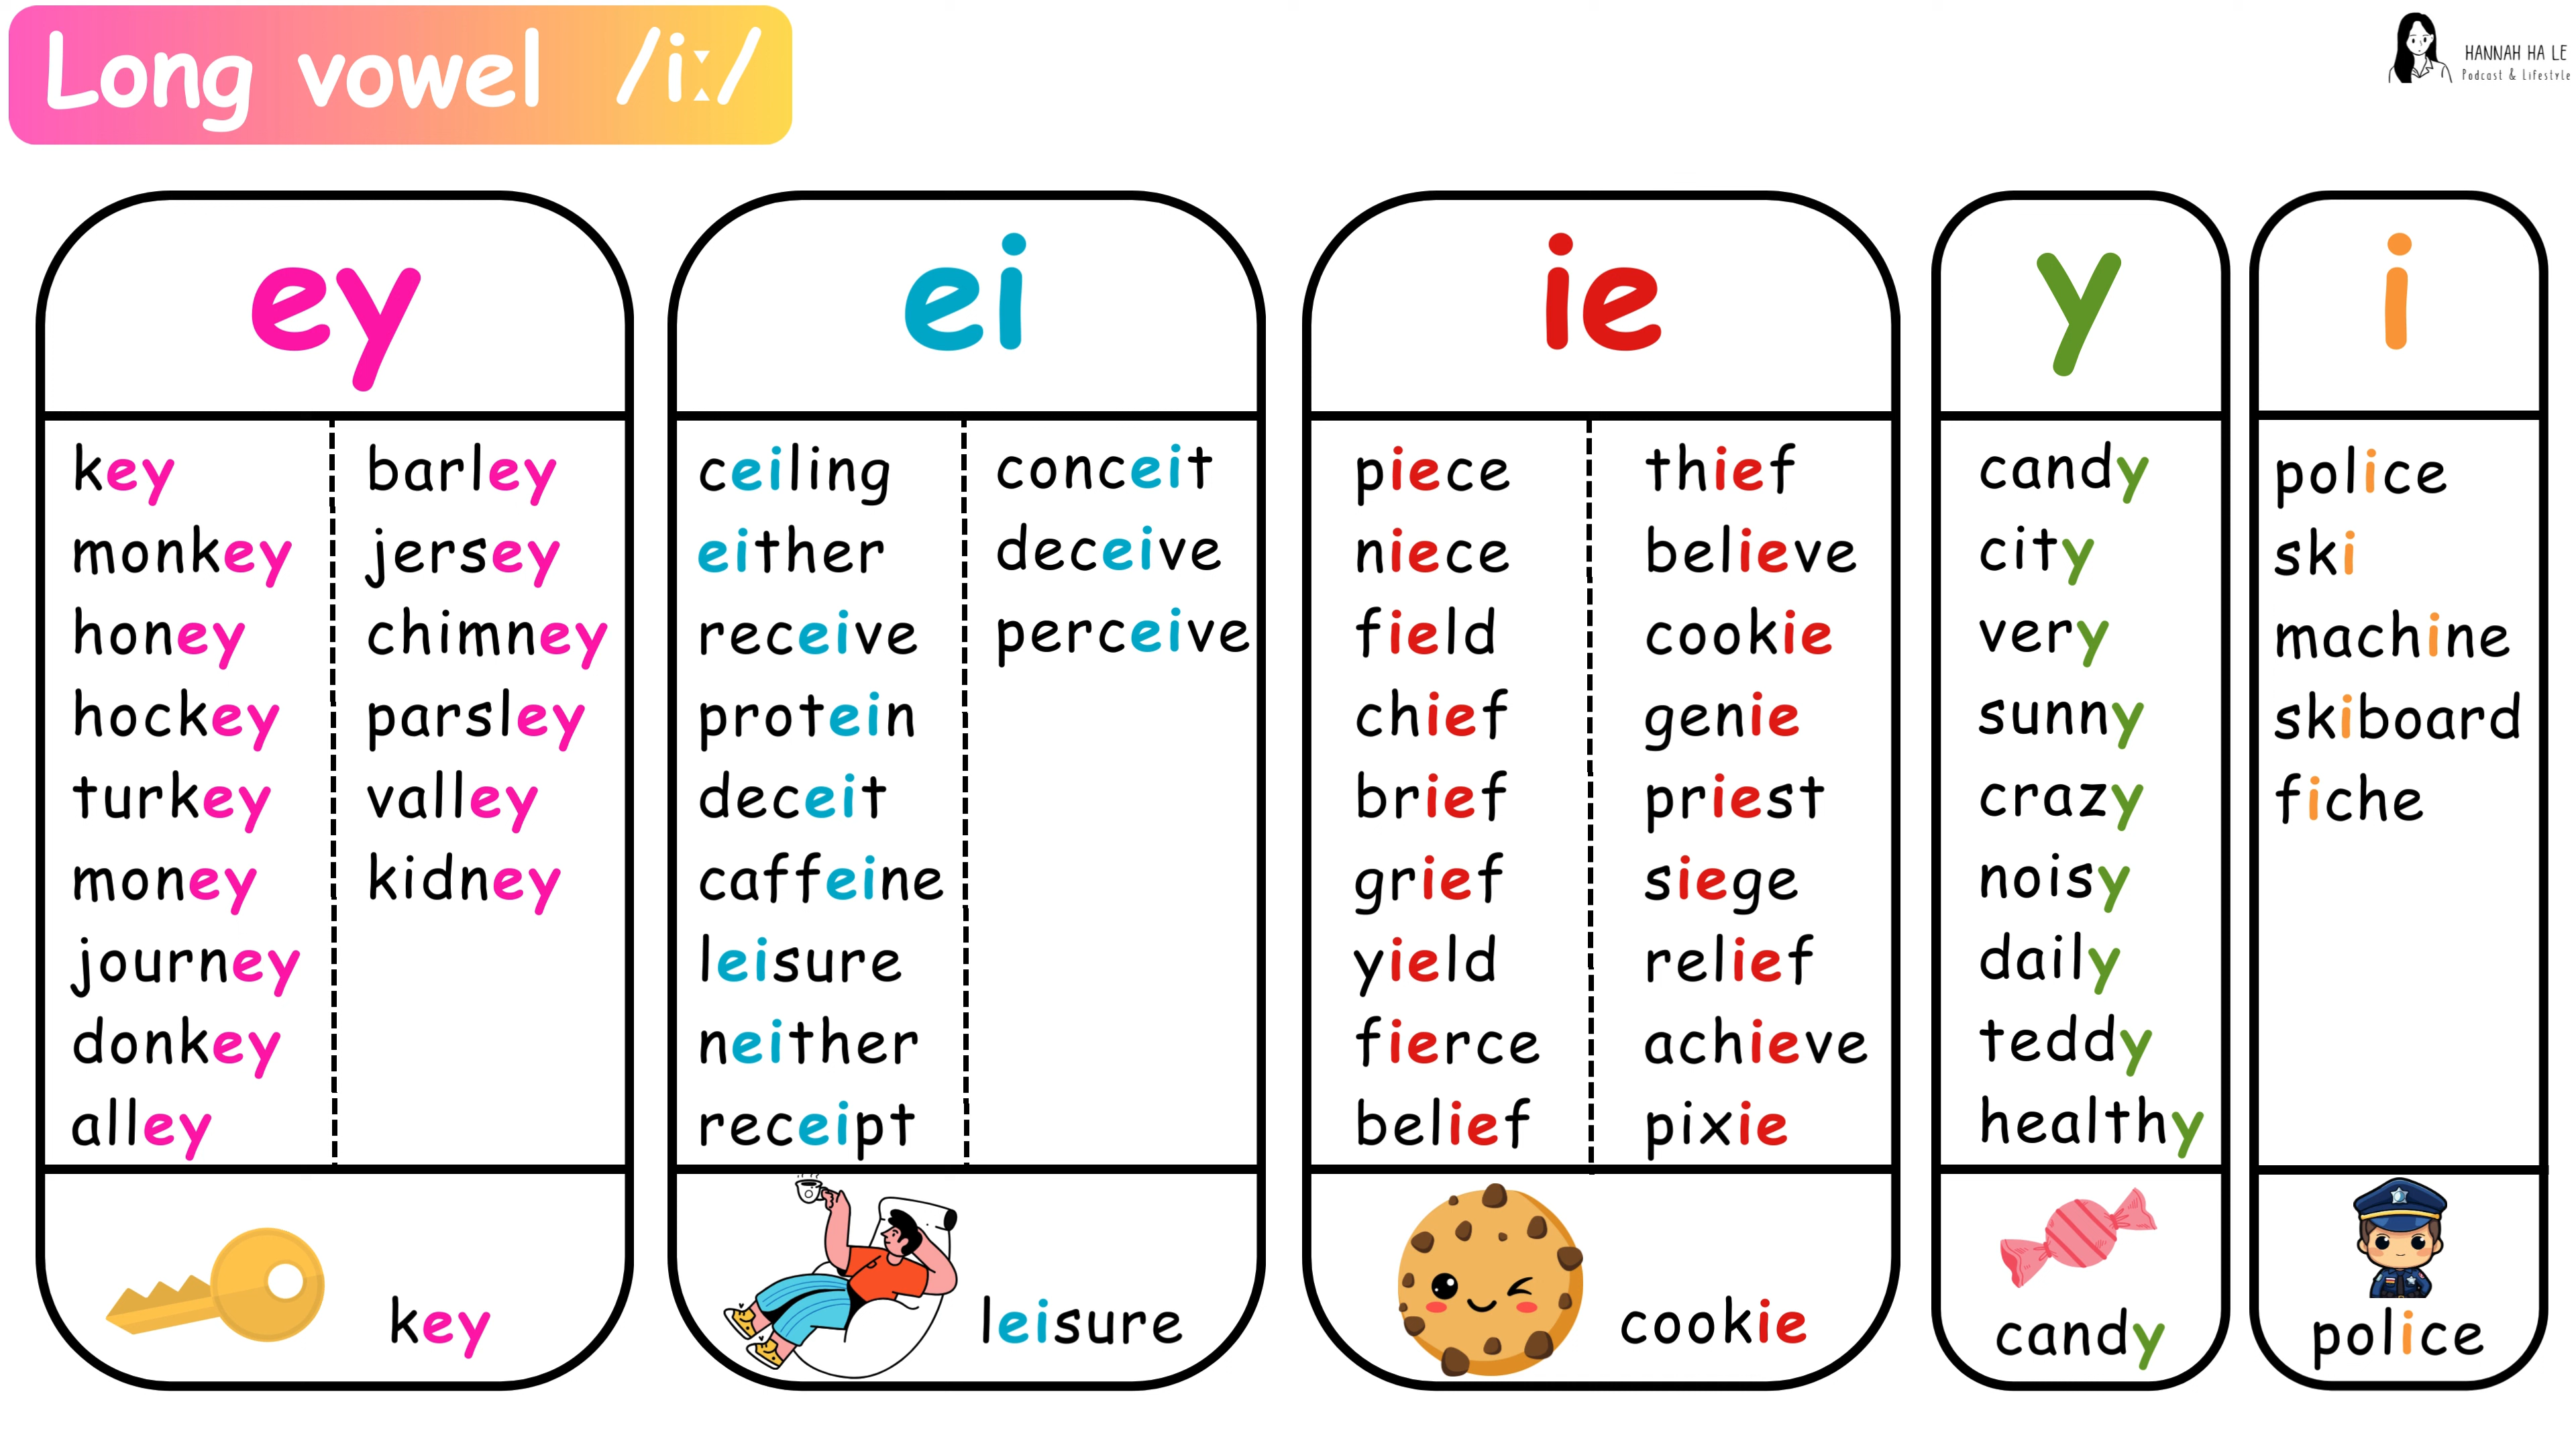 Long vowel /iː/
HANNAH HA LE
Podcast & Lifestyle
ey
key
monkey
honey
hockey
turkey
money
journey
donkey
alley
barley
jersey
chimney
parsley
valley
kidney
key
ei
ceiling
either
receive
protein
deceit
caffeine
leisure
neither
receipt
conceit
deceive
perceive
leisure
ie
piece
niece
field
chief
brief
grief
yield
fierce
belief
thief
believe
cookie
genie
priest
siege
relief
achieve
pixie
cookie
y
candy
city
very
sunny
crazy
noisy
daily
teddy
healthy
candy
i
police
ski
machine
skiboard
fiche
police